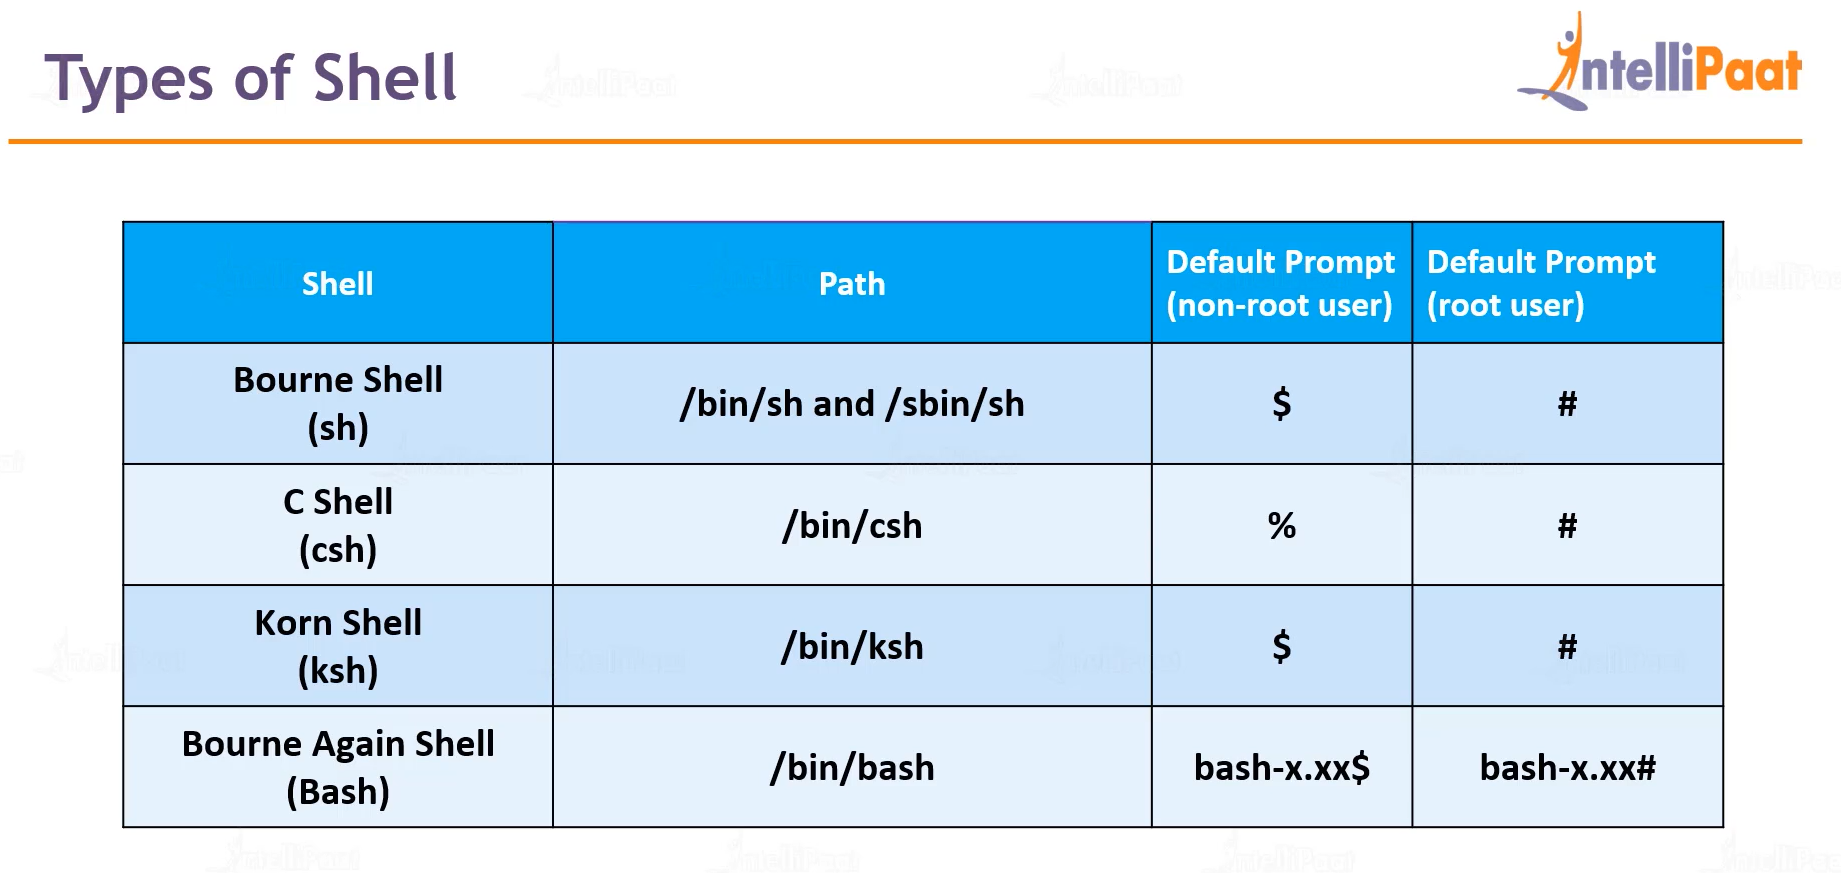 Types of Shell
IntelliPaat
Shell
Path
Default Prompt
(non-root user)
Default Prompt
(root user)
Bourne Shell
(sh)
/bin/sh and /sbin/sh
$
#
C Shell
(csh)
/bin/csh
%
#
Korn Shell
(ksh)
/bin/ksh
$
#
Bourne Again Shell
(Bash)
/bin/bash
bash-x.xx$
bash-x.xx#